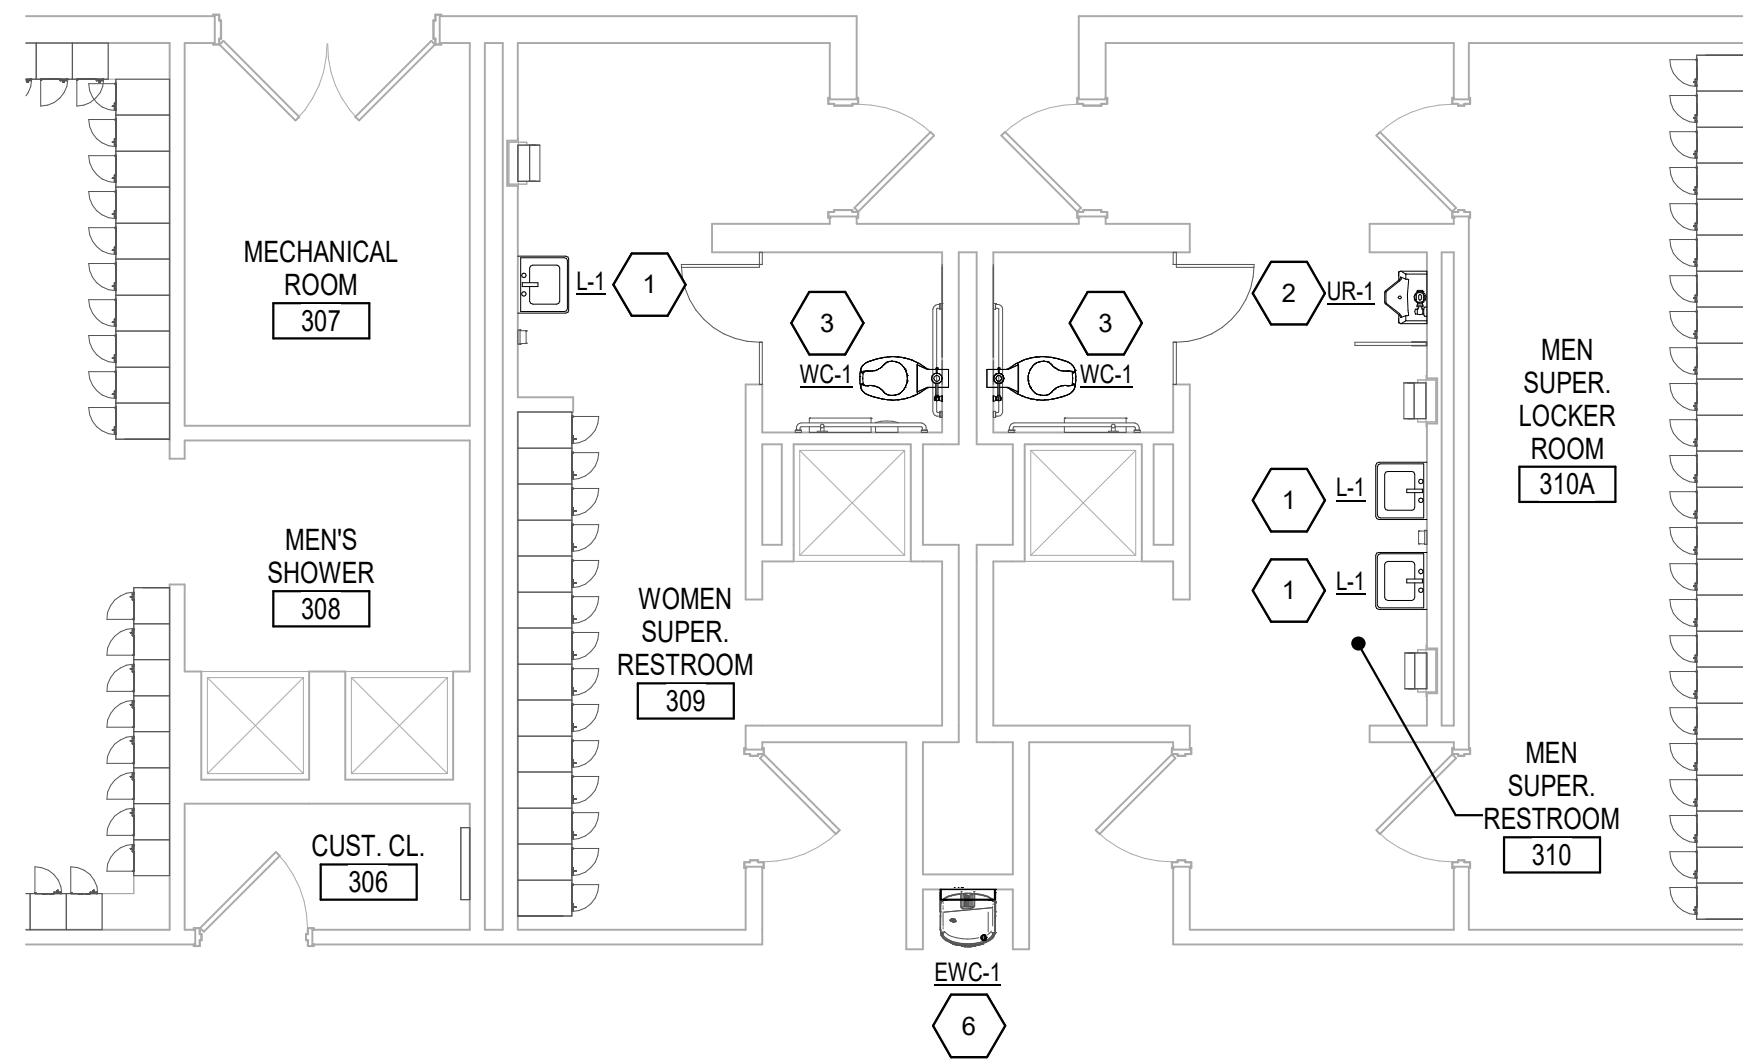 MECHANICAL
ROOM
307
L-1
1
3
WC-1
3
WC-1
2
UR-1
MEN
SUPER.
LOCKER
ROOM
310A
1
L-1
1
L-1
MEN'S
SHOWER
308
WOMEN
SUPER.
RESTROOM
309
MEN
SUPER.
RESTROOM
310
CUST. CL.
306
EWC-1
6